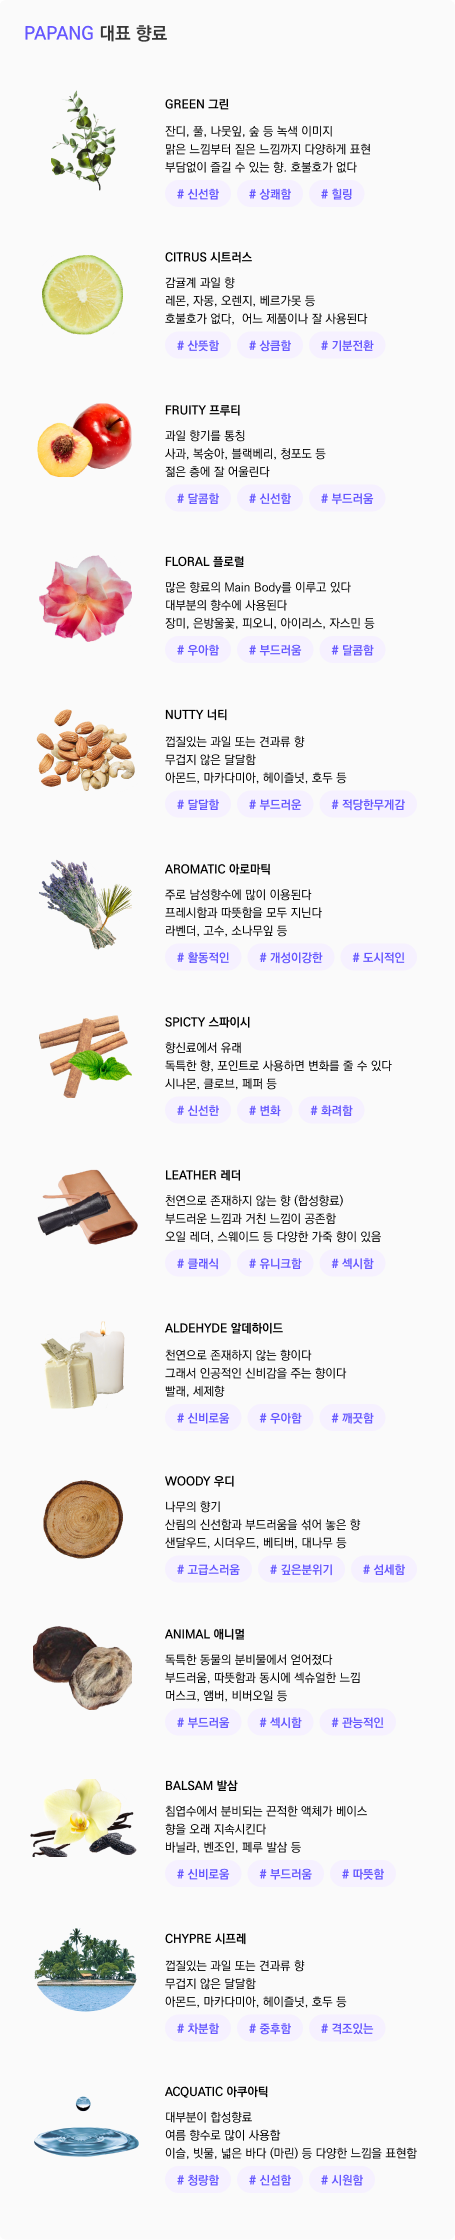 PAPANG 대표 향료
GREEN 그린
잔디, 풀, 나뭇잎, 숲 등 녹색 이미지
맑은 느낌부터 짙은 느낌까지 다양하게 표현
부담없이 즐길 수 있는 향. 호불호가 없다
# 신선함 # 상쾌함 # 힐링
CITRUS 시트러스
감귤계 과일 향
레몬, 자몽, 오렌지, 베르가못 등
호불호가 없다, 어느 제품이나 잘 사용된다
# 산뜻함 # 상큼함 # 기분전환
FRUITY 프루티
과일 향기를 통칭
사과, 복숭아, 블랙베리, 청포도 등
젊은 층에 잘 어울린다
# 달콤함 # 신선함 # 부드러움
FLORAL 플로럴
많은 향료의 Main Body를 이루고 있다
대부분의 향수에 사용된다
장미, 은방울꽃, 피오니, 아이리스, 자스민 등
# 우아함 # 부드러움 # 달콤함
NUTTY 너티
껍질있는 과일 또는 견과류 향
무겁지 않은 달달함
아몬드, 마카다미아, 헤이즐넛, 호두 등
# 달달함 # 부드러운 # 적당한무게감
AROMATIC 아로마틱
주로 남성향수에 많이 이용된다
프레시함과 따뜻함을 모두 지닌다
라벤더, 고수, 소나무잎 등
# 활동적인 # 개성이강한 # 도시적인
SPICTY 스파이시
향신료에서 유래
독특한 향, 포인트로 사용하면 변화를 줄 수 있다
시나몬, 클로브, 페퍼 등
# 신선한 # 변화 # 화려함
LEATHER 레더
천연으로 존재하지 않는 향 (합성향료)
부드러운 느낌과 거친 느낌이 공존함
오일 레더, 스웨이드 등 다양한 가죽 향이 있음
# 클래식 # 유니크함 # 섹시함
ALDEHYDE 알데하이드
천연으로 존재하지 않는 향이다
그래서 인공적인 신비감을 주는 향이다
빨래, 세제향
# 신비로움 # 우아함 # 깨끗함
WOODY 우디
나무의 향기
산림의 신선함과 부드러움을 섞어 놓은 향
샌달우드, 시더우드, 베티버, 대나무 등
# 고급스러움 # 깊은분위기 # 섬세함
ANIMAL 애니멀
독특한 동물의 분비물에서 얻어졌다
부드러움, 따뜻함과 동시에 섹슈얼한 느낌
머스크, 앰버, 비버오일 등
# 부드러움 # 섹시함 # 관능적인
BALSAM 발삼
침엽수에서 분비되는 끈적한 액체가 베이스
향을 오래 지속시킨다
바닐라, 벤조인, 페루 발삼 등
# 신비로움 # 부드러움 # 따뜻함
CHYPRE 시프레
껍질있는 과일 또는 견과류 향
무겁지 않은 달달함
아몬드, 마카다미아, 헤이즐넛, 호두 등
# 차분함 # 중후함 # 격조있는
ACQUATIC 아쿠아틱
대부분이 합성향료
여름 향수로 많이 사용함
이슬, 빗물, 넓은 바다 (마린) 등 다양한 느낌을 표현함
# 청량함 # 신섬함 # 시원함